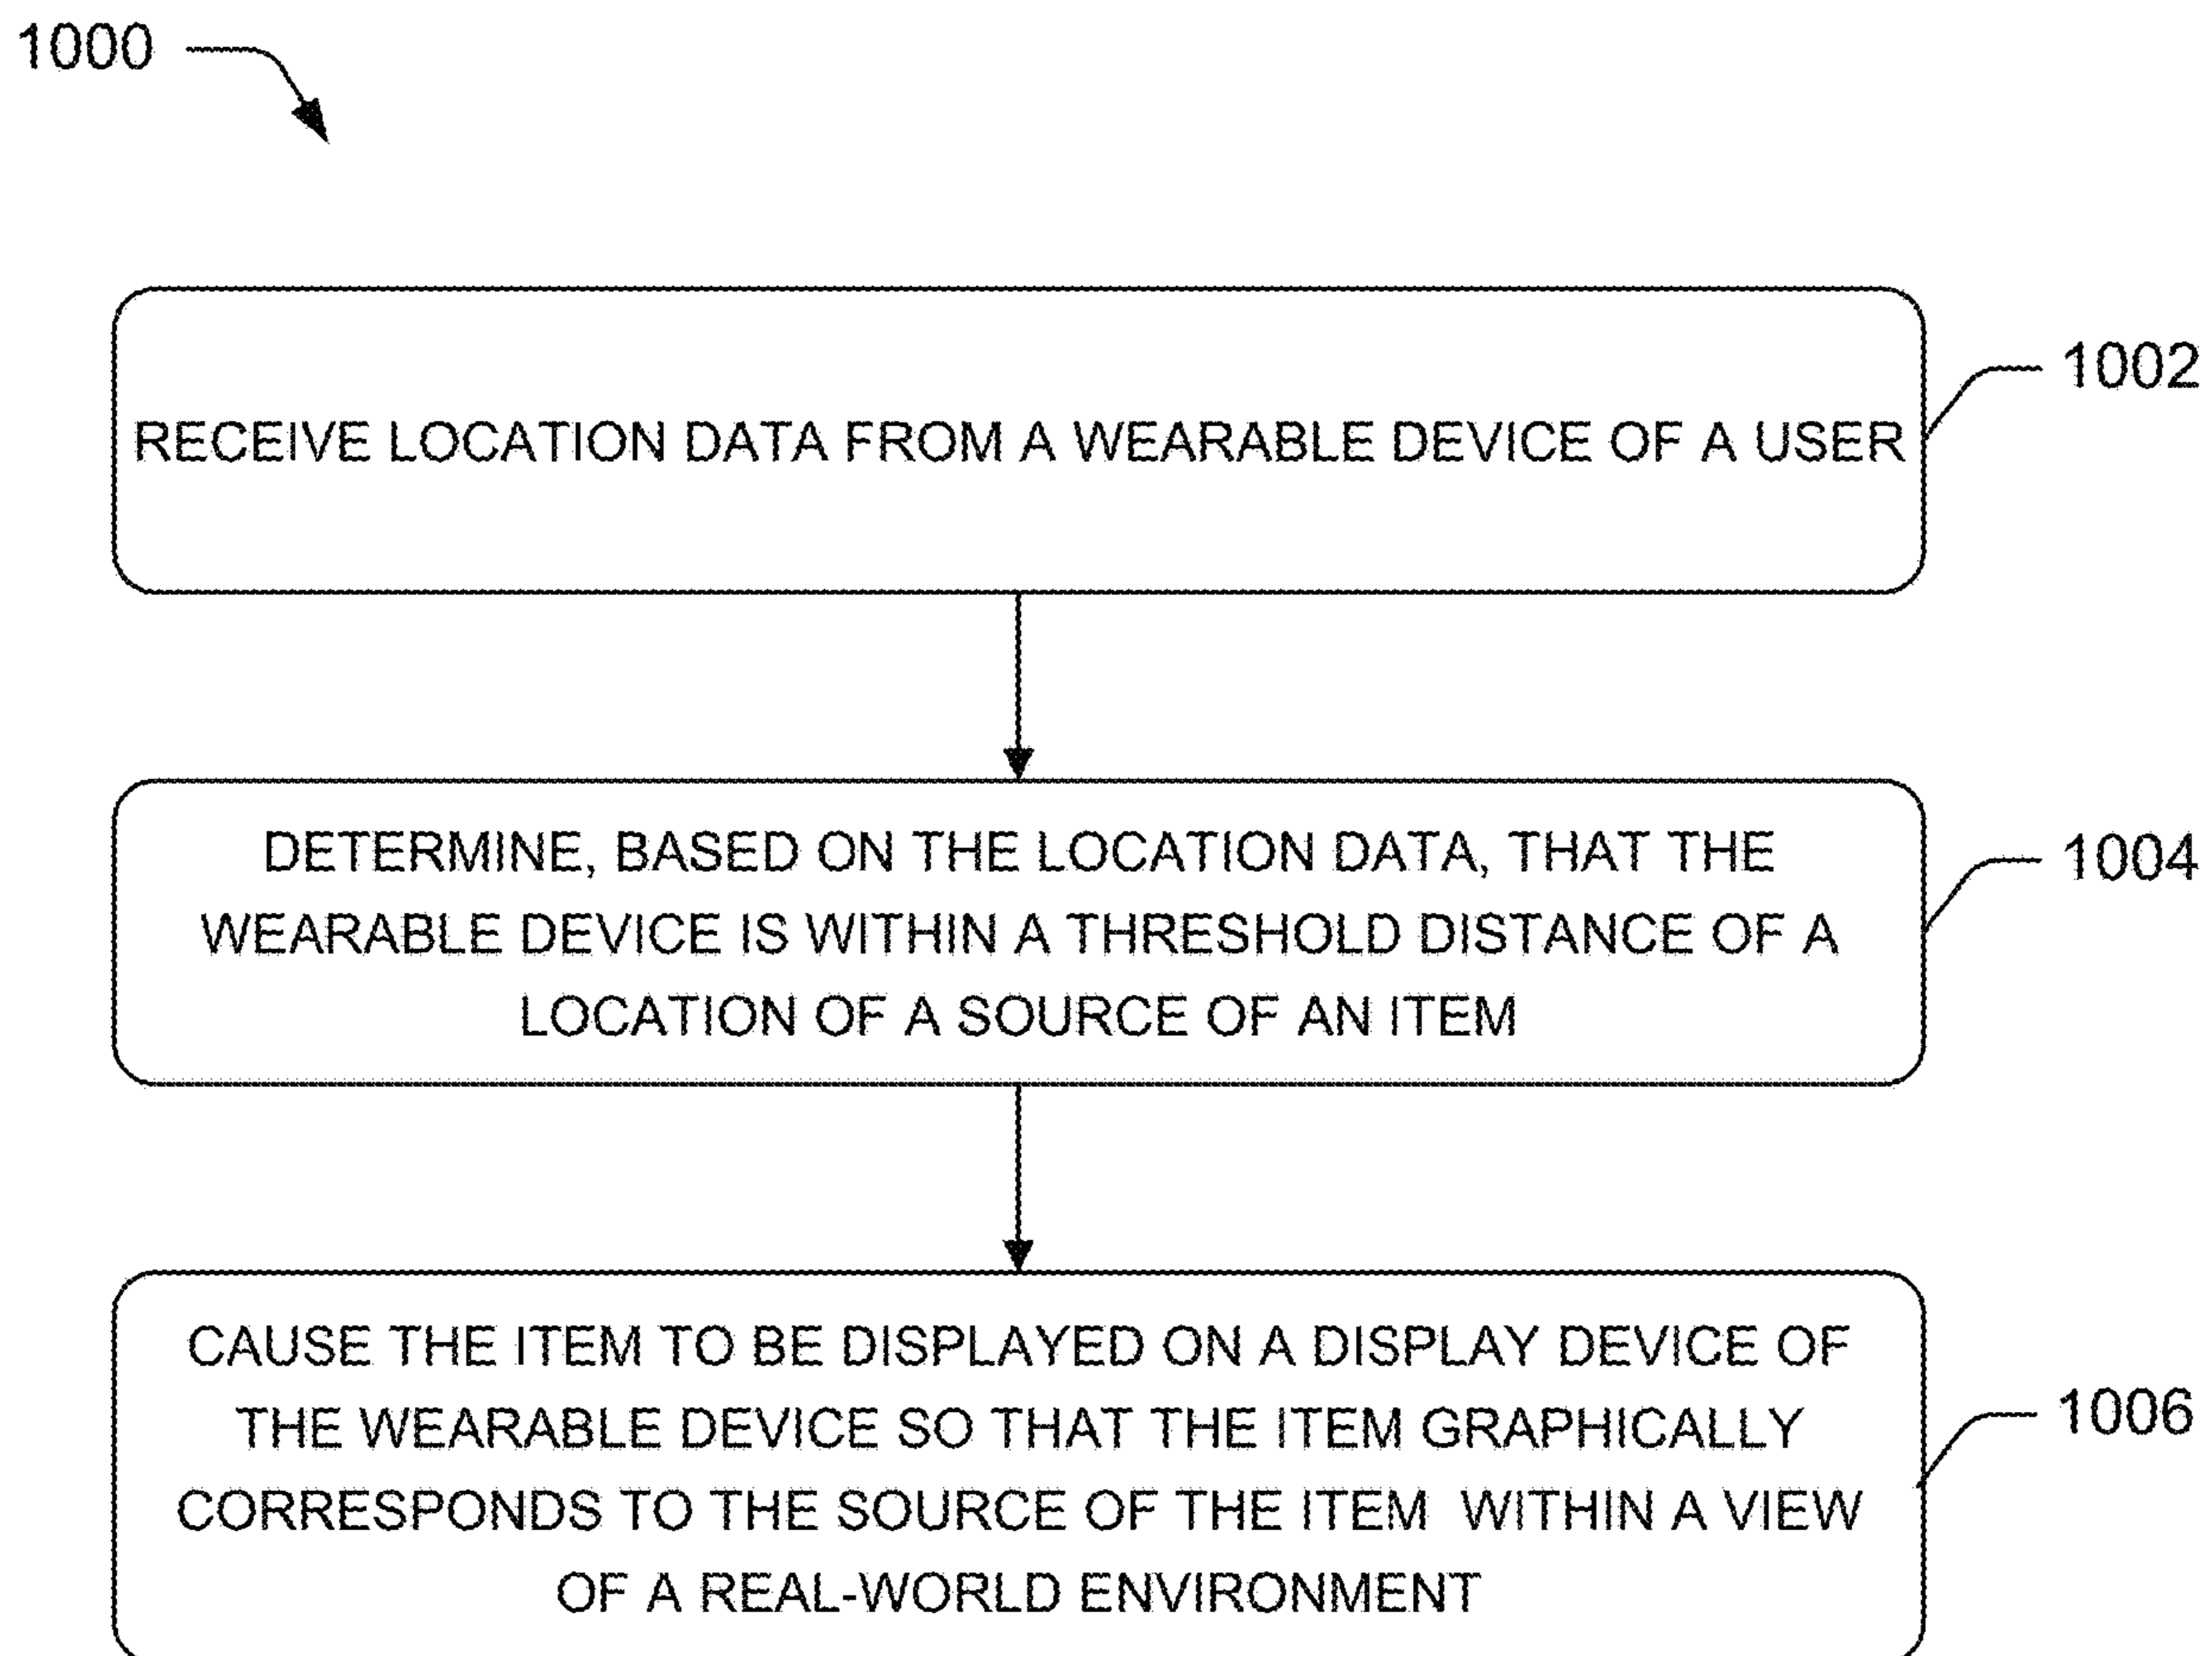 1000
RECEIVE LOCATION DATA FROM A WEARABLE DEVICE OF A USER
1002
DETERMINE, BASED ON THE LOCATION DATA, THAT THE
WEARABLE DEVICE IS WITHIN A THRESHOLD DISTANCE OF A
LOCATION OF A SOURCE OF AN ITEM
1004
CAUSE THE ITEM TO BE DISPLAYED ON A DISPLAY DEVICE OF
THE WEARABLE DEVICE SO THAT THE ITEM GRAPHICALLY
CORRESPONDS TO THE SOURCE OF THE ITEM WITHIN A VIEW
OF A REAL-WORLD ENVIRONMENT
1006